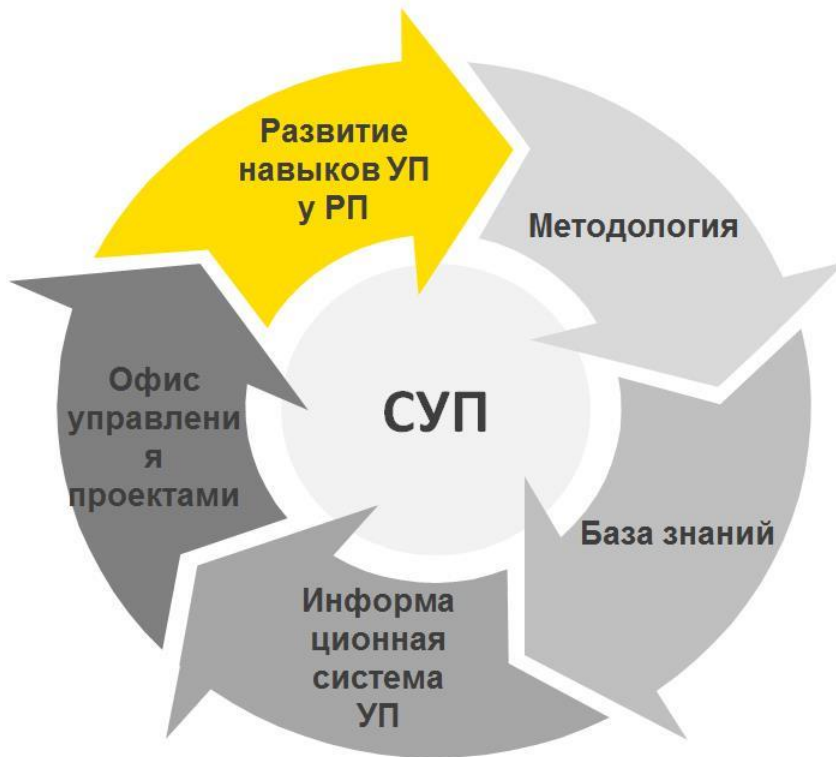 Развитие
навыков УП
у РП
Методология
База знаний
Информа
ционная
система
УП
Офис
управлени
я
проектами
СУП